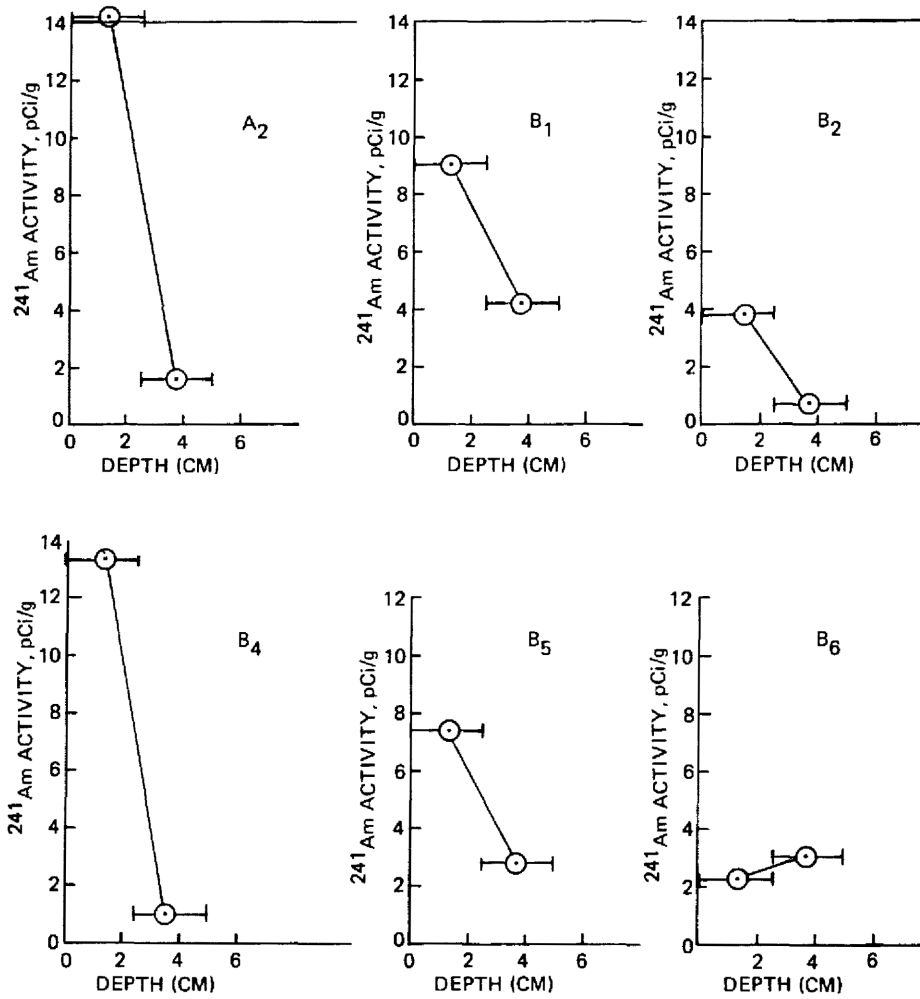 14
12
10
8
6
4
2
0
²⁴¹Am ACTIVITY, pCi/g
A₂
0 2 4 6
DEPTH (CM)
14
12
10
8
6
4
2
0
²⁴¹Am ACTIVITY, pCi/g
B₁
0 2 4 6
DEPTH (CM)
14
12
10
8
6
4
2
0
²⁴¹Am ACTIVITY, pCi/g
B₂
0 2 4 6
DEPTH (CM)
14
12
10
8
6
4
2
0
²⁴¹Am ACTIVITY, pCi/g
B₄
0 2 4 6
DEPTH (CM)
12
10
8
6
4
2
0
²⁴¹Am ACTIVITY, pCi/g
B₅
0 2 4 6
DEPTH (CM)
12
10
8
6
4
2
0
²⁴¹Am ACTIVITY, pCi/g
B₆
0 2 4 6
DEPTH (CM)